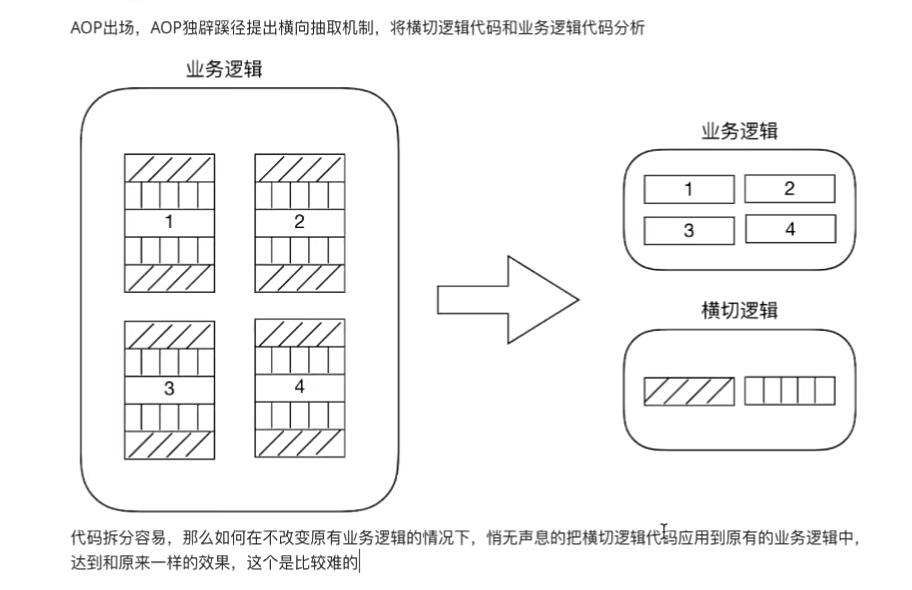 AOP出场，AOP独辟蹊径提出横向抽取机制，将横切逻辑代码和业务逻辑代码分析
业务逻辑
1
2
3
4
业务逻辑
1
2
3
4
横切逻辑
代码拆分容易，那么如何在不改变原有业务逻辑的情况下，悄无声息的把横切逻辑代码应用到原有的业务逻辑中，
达到和原来一样的效果，这个是比较难的